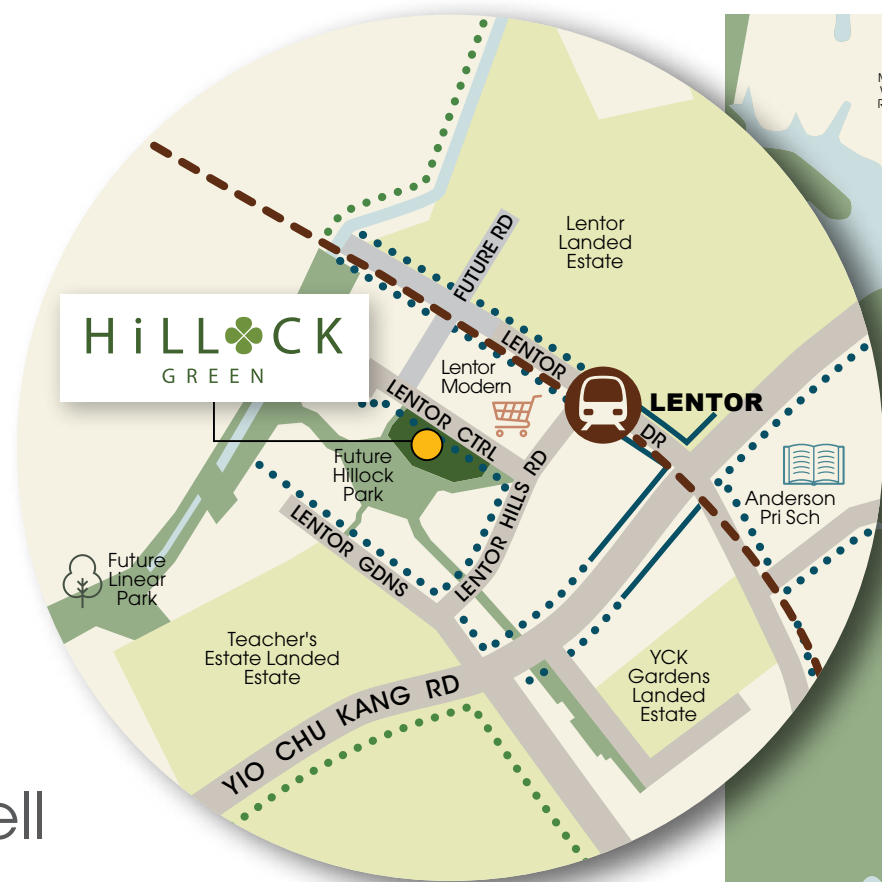 M
W
R
Lentor
Landed
Estate
FUTURE RD
HiLLCK
GREEN
LENTOR
Lentor
Modern
LENTOR
DR
LENTOR CTRL
Future
Hillock
Park
LENTOR HILLS RD
Anderson
Pri Sch
LENTOR GDNS
Future
Linear
Park
Teacher's
Estate Landed
Estate
YCK
Gardens
Landed
Estate
YIO CHU KANG RD
ell